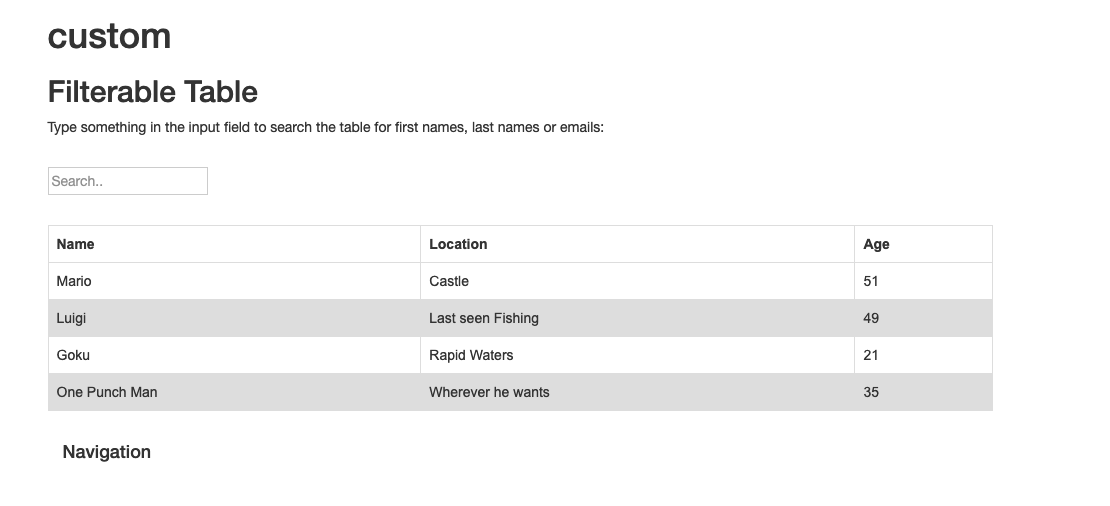 custom
Filterable Table
Type something in the input field to search the table for first names, last names or emails:
Search..
Name Location Age
Mario Castle 51
Luigi Last seen Fishing 49
Goku Rapid Waters 21
One Punch Man Wherever he wants 35
Navigation